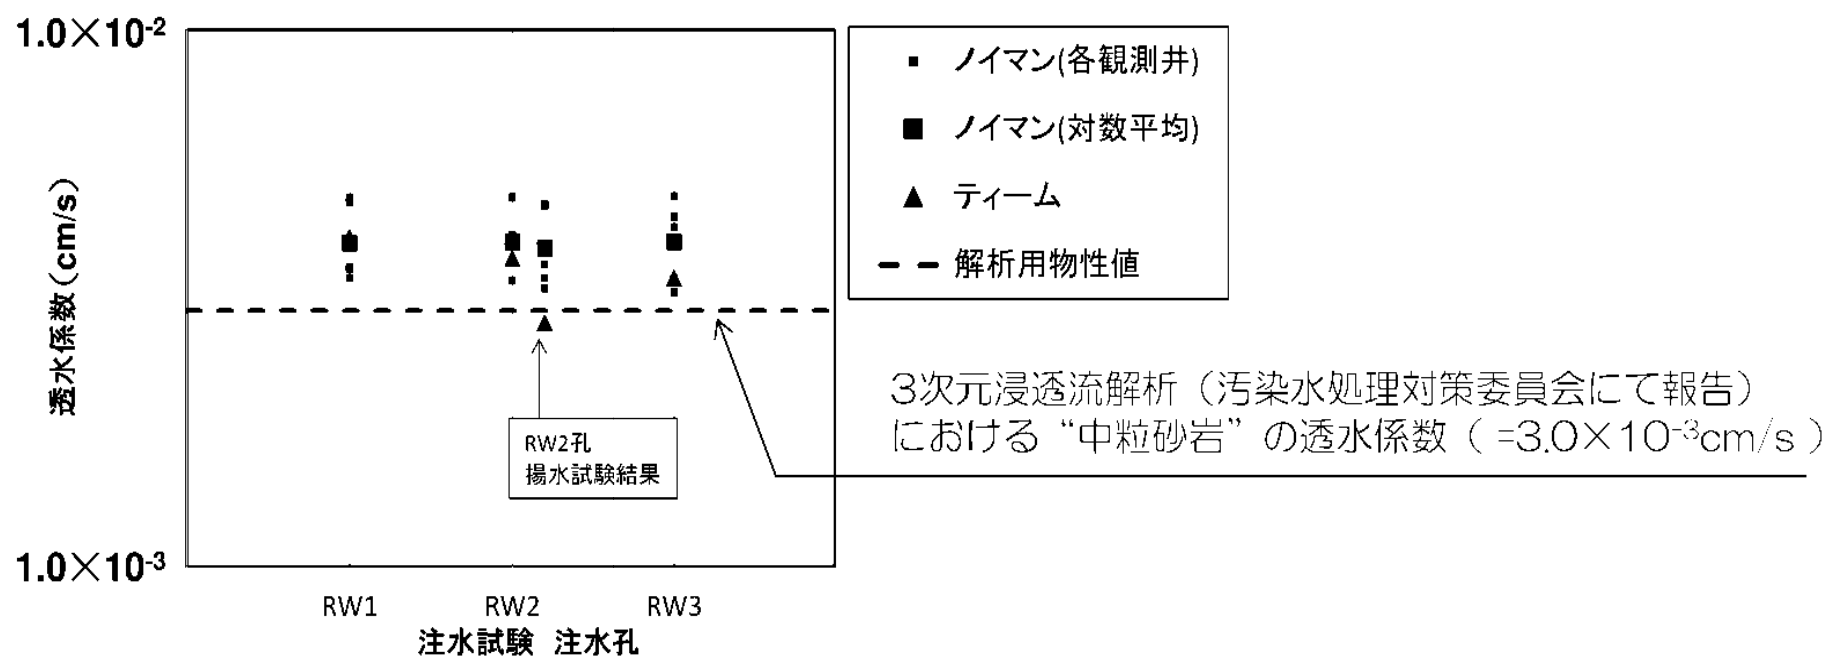 1.0×10⁻²
透水係数(cm/s)
1.0×10⁻³
RW1 RW2 RW3
注水試験 注水孔
RW2孔
揚水試験結果
ノイマン(各観測井)
ノイマン(対数平均)
ティーム
解析用物性値
3次元浸透流解析(汚染水処理対策委員会にて報告)
における“中粒砂岩”の透水係数( =3.0×10⁻³cm/s )